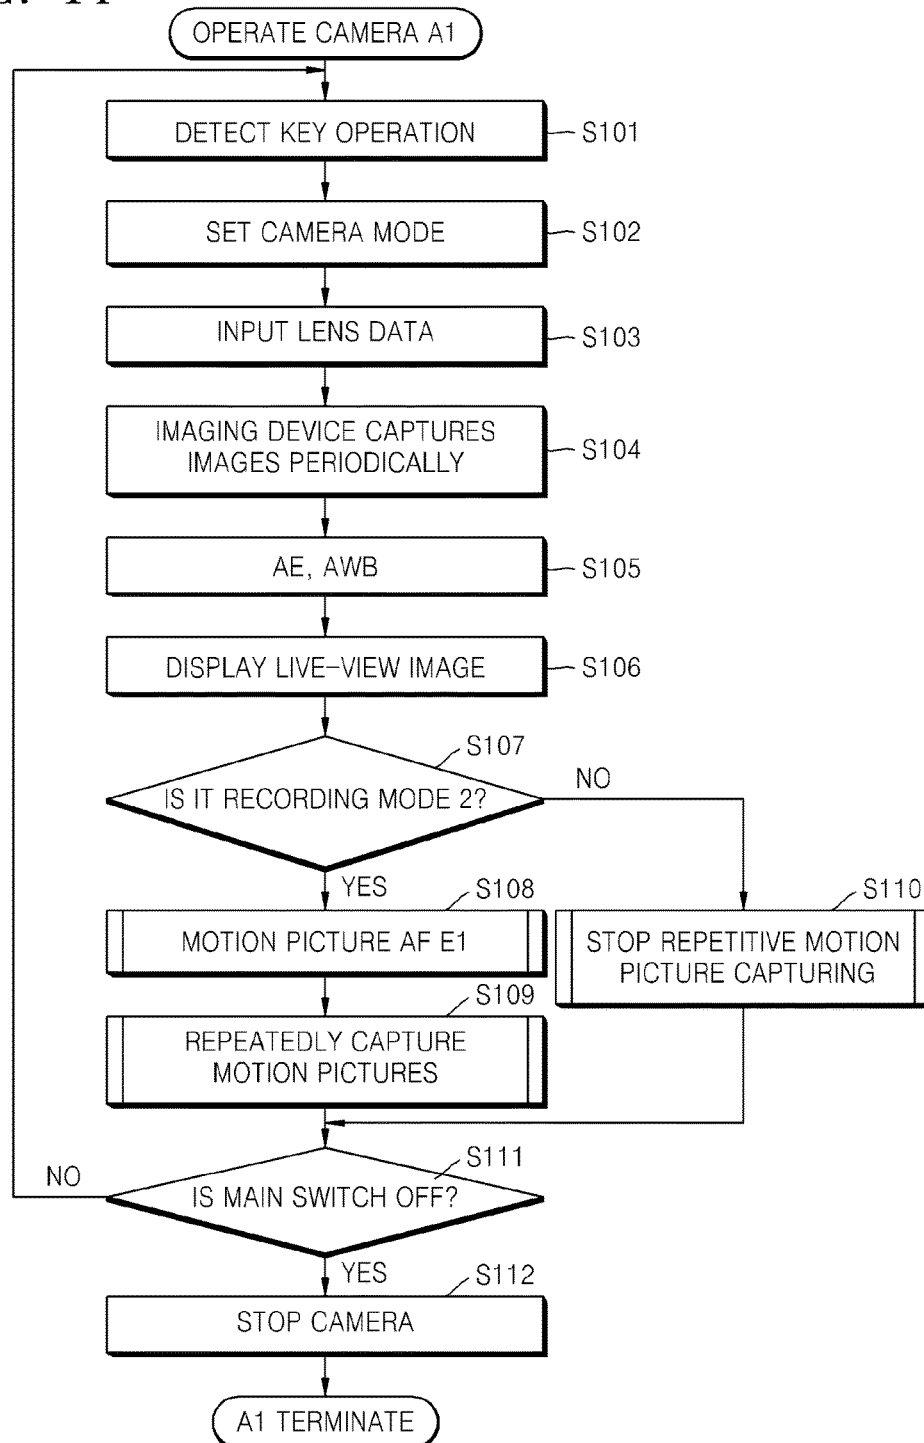 OPERATE CAMERA A1
DETECT KEY OPERATION
S101
SET CAMERA MODE
S102
INPUT LENS DATA
S103
IMAGING DEVICE CAPTURES
IMAGES PERIODICALLY
S104
AE, AWB
S105
DISPLAY LIVE-VIEW IMAGE
S106
S107
IS IT RECORDING MODE 2?
NO
YES
S108
MOTION PICTURE AF E1
S110
STOP REPETITIVE MOTION
PICTURE CAPTURING
S109
REPEATEDLY CAPTURE
MOTION PICTURES
S111
NO
IS MAIN SWITCH OFF?
YES
S112
STOP CAMERA
A1 TERMINATE